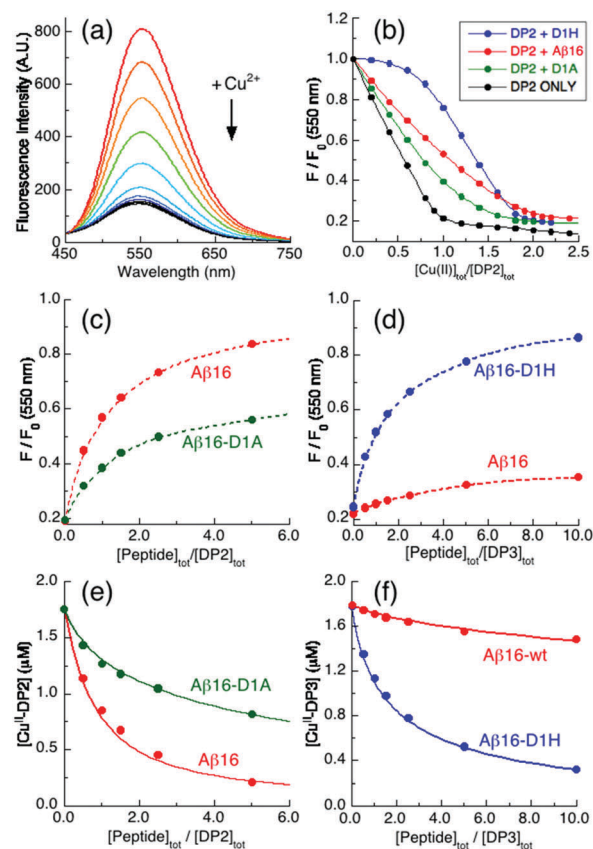 (a)
+Cu²⁺
Fluorescence Intensity (A.U.)
800
600
400
200
0
450
550
650
750
Wavelength (nm)
(b)
DP2 + D1H
DP2 + Aβ16
DP2 + D1A
DP2 ONLY
F / F₀ (550 nm)
1.0
0.8
0.6
0.4
0.2
0.0
0.5
1.0
1.5
2.0
2.5
[Cu(II)]tot/[DP2]tot
(c)
Aβ16
Aβ16-D1A
F / F₀ (550 nm)
1.0
0.8
0.6
0.4
0.2
0.0
2.0
4.0
6.0
[Peptide]tot/[DP2]tot
(d)
Aβ16-D1H
Aβ16
F / F₀ (550 nm)
1.0
0.8
0.6
0.4
0.2
0.0
2.0
4.0
6.0
8.0
10.0
[Peptide]tot/[DP3]tot
(e)
Aβ16-D1A
Aβ16
[Cuᴵᴵ-DP2] (μM)
2.0
1.5
1.0
0.5
0.0
0.0
2.0
4.0
6.0
[Peptide]tot / [DP2]tot
(f)
Aβ16-wt
Aβ16-D1H
[Cuᴵᴵ-DP3] (μM)
2.0
1.6
1.2
0.8
0.4
0.0
2.0
4.0
6.0
8.0
10.0
[Peptide]tot / [DP3]tot